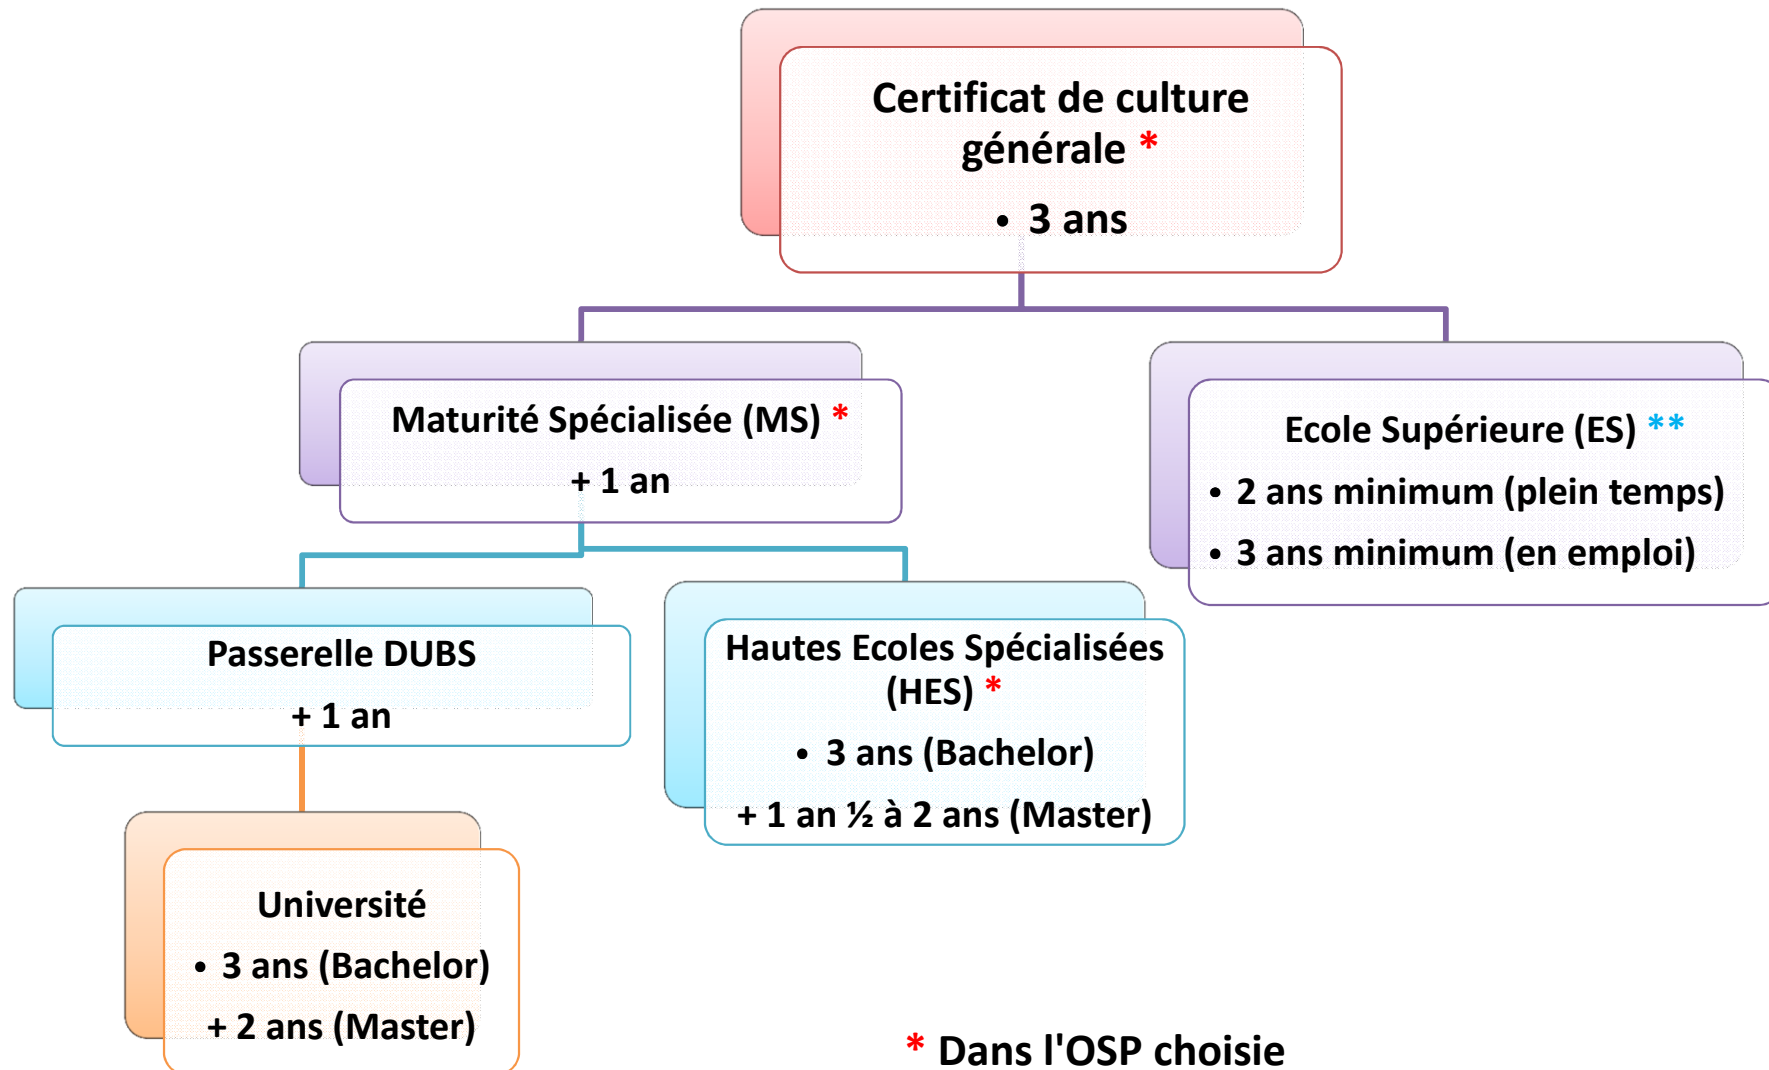 Certificat de culture
générale *
• 3 ans
Maturité Spécialisée (MS) *
+ 1 an
Ecole Supérieure (ES) **
• 2 ans minimum (plein temps)
• 3 ans minimum (en emploi)
Passerelle DUBS
+ 1 an
Hautes Ecoles Spécialisées
(HES) *
• 3 ans (Bachelor)
+ 1 an ½ à 2 ans (Master)
Université
• 3 ans (Bachelor)
+ 2 ans (Master)
* Dans l'OSP choisie